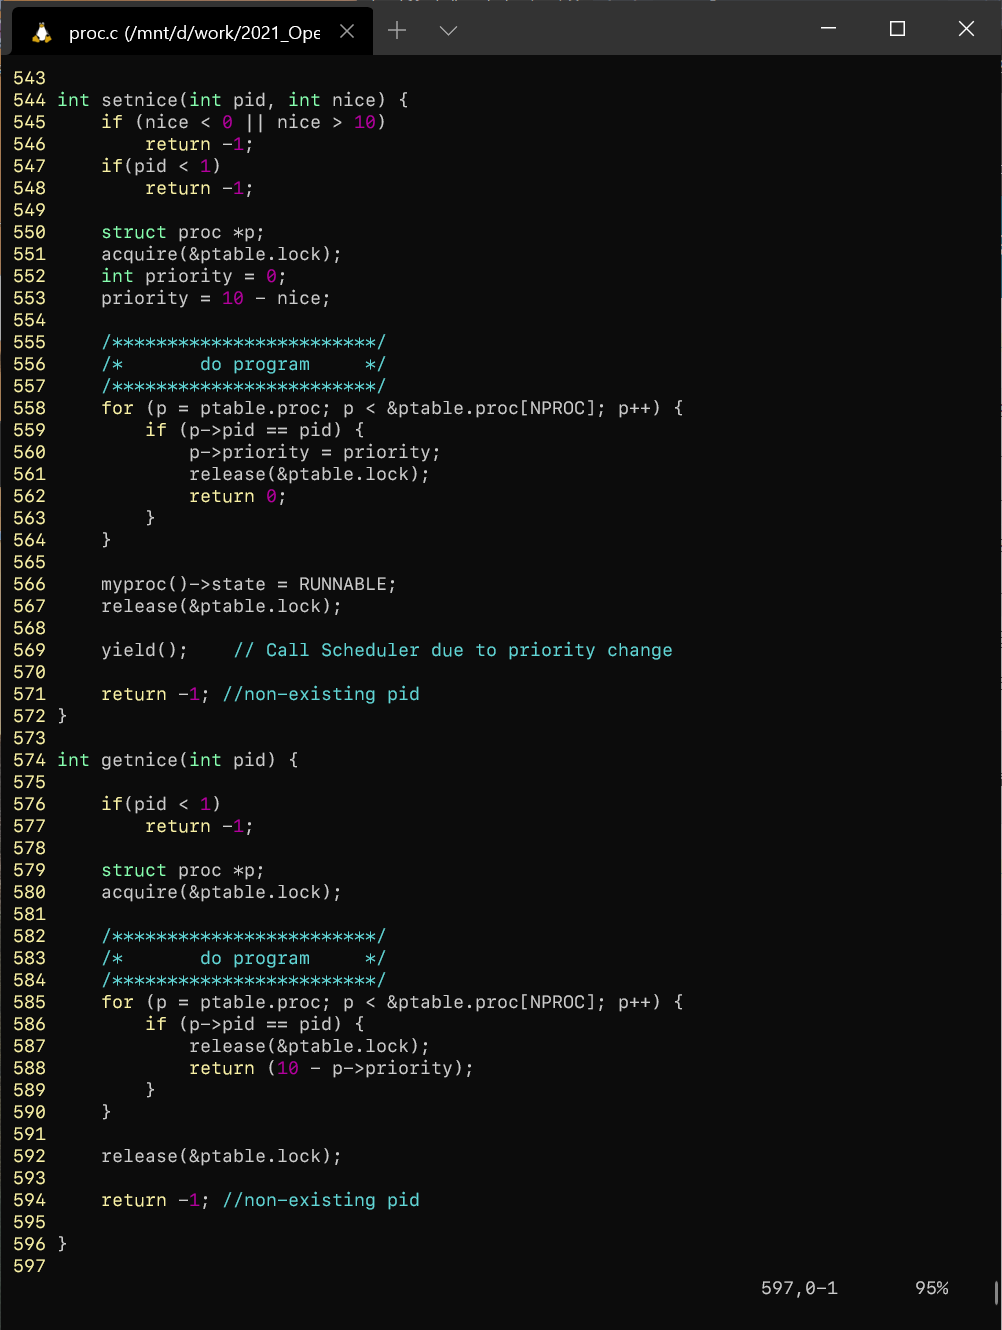 proc.c (/mnt/d/work/2021_Ope
543
544 int setnice(int pid, int nice) {
545     if (nice < 0 || nice > 10)
546         return -1;
547     if(pid < 1)
548         return -1;
549
550     struct proc *p;
551     acquire(&ptable.lock);
552     int priority = 0;
553     priority = 10 - nice;
554
555     /************************/
556     /*       do program     */
557     /************************/
558     for (p = ptable.proc; p < &ptable.proc[NPROC]; p++) {
559         if (p->pid == pid) {
560             p->priority = priority;
561             release(&ptable.lock);
562             return 0;
563         }
564     }
565
566     myproc()->state = RUNNABLE;
567     release(&ptable.lock);
568
569     yield();    // Call Scheduler due to priority change
570
571     return -1; //non-existing pid
572 }
573
574 int getnice(int pid) {
575
576     if(pid < 1)
577         return -1;
578
579     struct proc *p;
580     acquire(&ptable.lock);
581
582     /************************/
583     /*       do program     */
584     /************************/
585     for (p = ptable.proc; p < &ptable.proc[NPROC]; p++) {
586         if (p->pid == pid) {
587             release(&ptable.lock);
588             return (10 - p->priority);
589         }
590     }
591
592     release(&ptable.lock);
593
594     return -1; //non-existing pid
595
596 }
597
597,0-1       95%